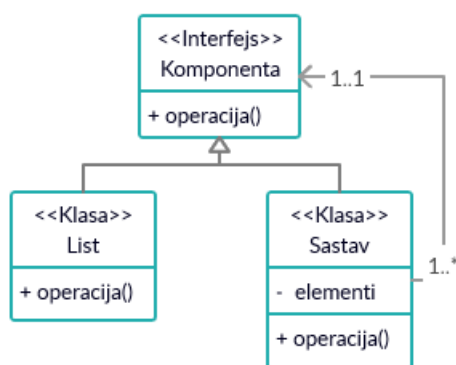 <<Interfejs>>
Komponenta
+ operacija()
1..1
<<Klasa>>
List
+ operacija()
<<Klasa>>
Sastav
- elementi
+ operacija()
1..*